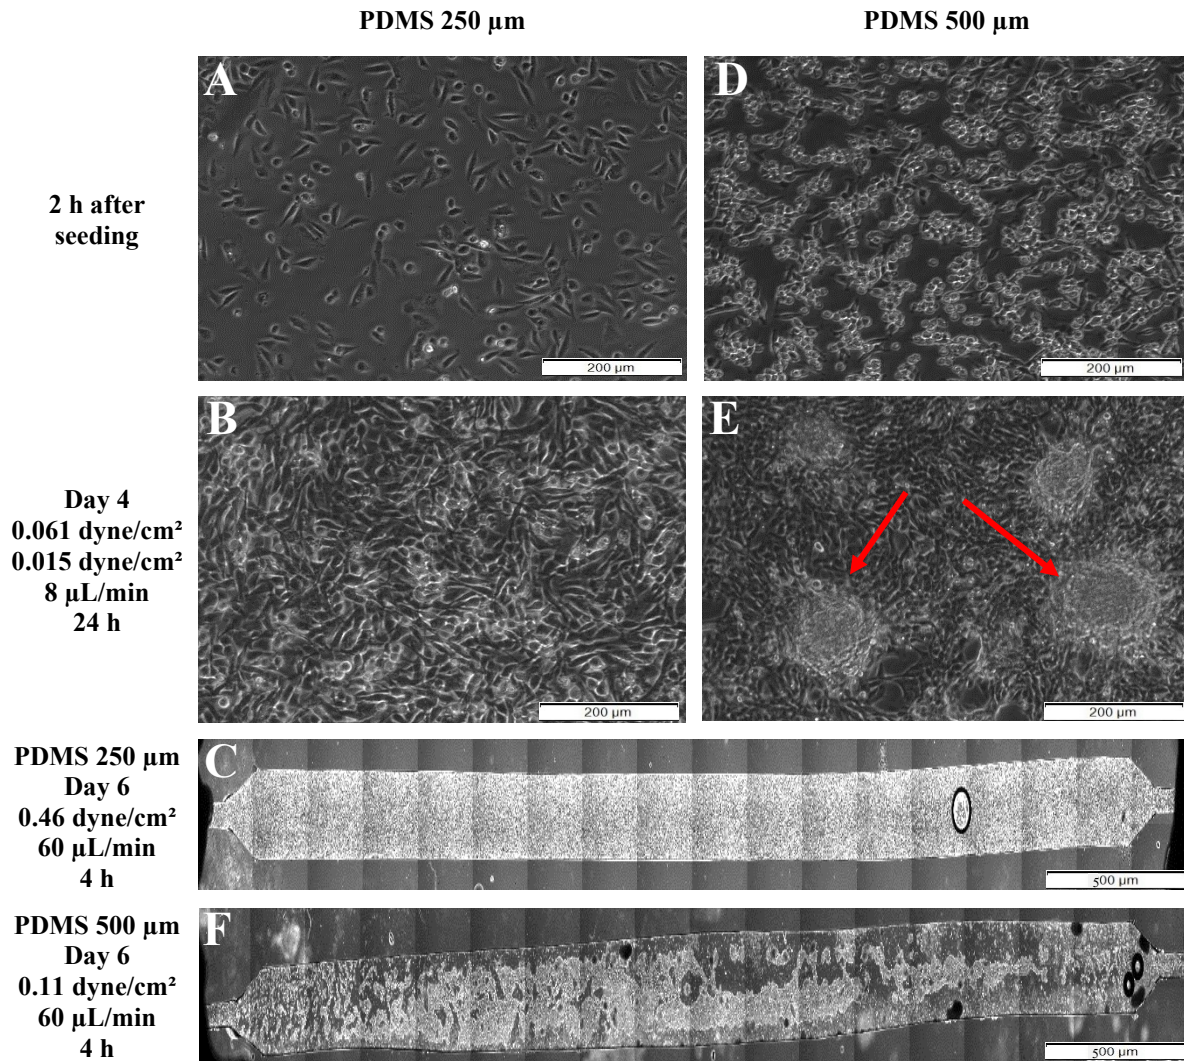 PDMS 250 µm
PDMS 500 µm
2 h after
seeding
A
200 µm
D
200 µm
Day 4
0.061 dyne/cm²
0.015 dyne/cm²
8 µL/min
24 h
B
200 µm
E
200 µm
PDMS 250 µm
Day 6
0.46 dyne/cm²
60 µL/min
4 h
C
500 µm
PDMS 500 µm
Day 6
0.11 dyne/cm²
60 µL/min
4 h
F
500 µm